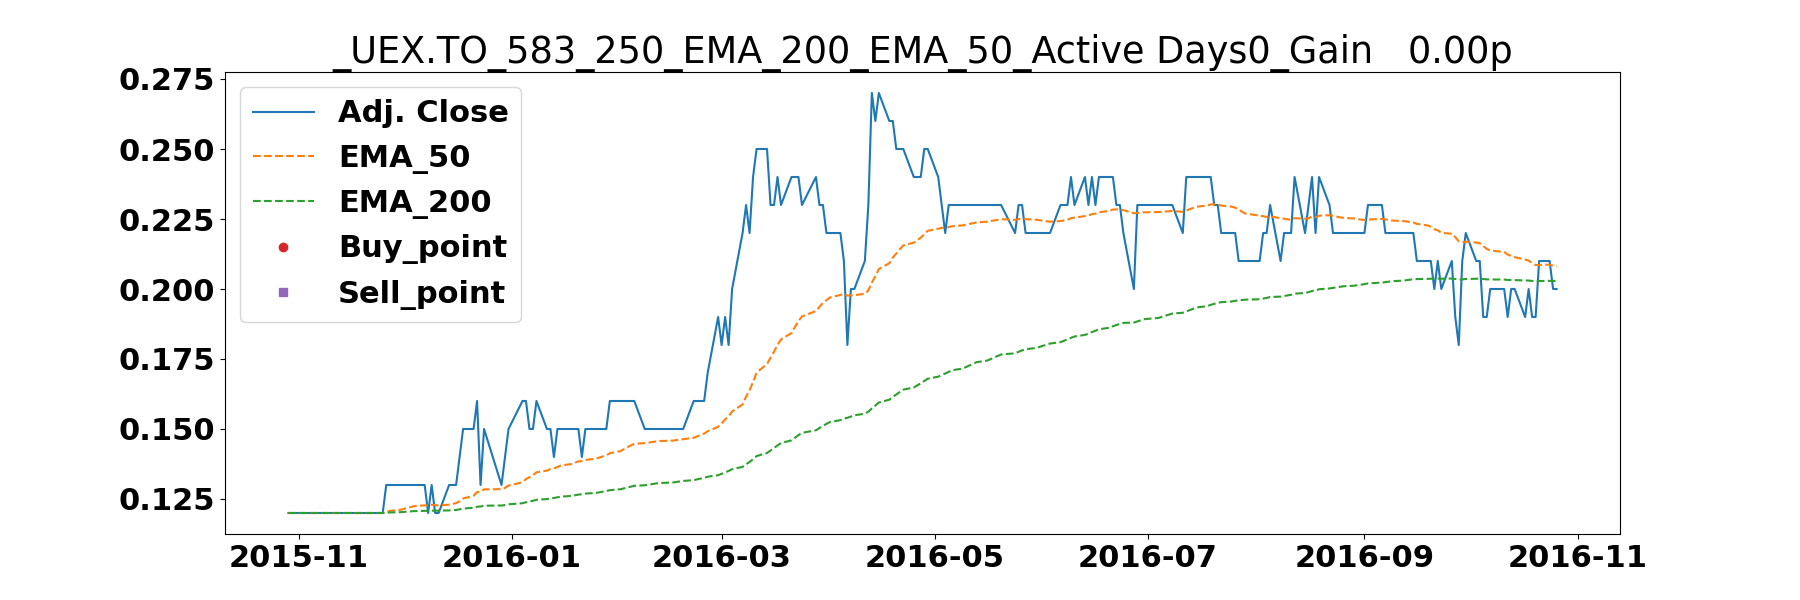 _UEX.TO_583_250_EMA_200_EMA_50_Active Days0_Gain   0.00p
0.275
0.250
0.225
0.200
0.175
0.150
0.125
Adj. Close
EMA_50
EMA_200
Buy_point
Sell_point
2015-11 2016-01 2016-03 2016-05 2016-07 2016-09 2016-11